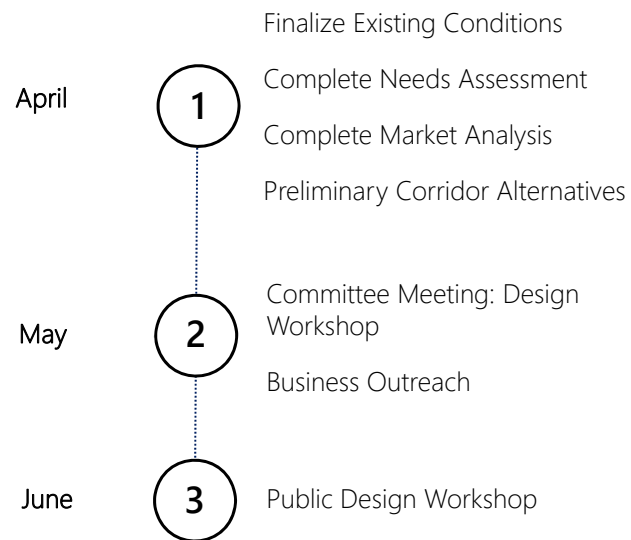 Finalize Existing Conditions
April
1
Complete Needs Assessment
Complete Market Analysis
Preliminary Corridor Alternatives
May
2
Committee Meeting: Design
Workshop
Business Outreach
June
3
Public Design Workshop